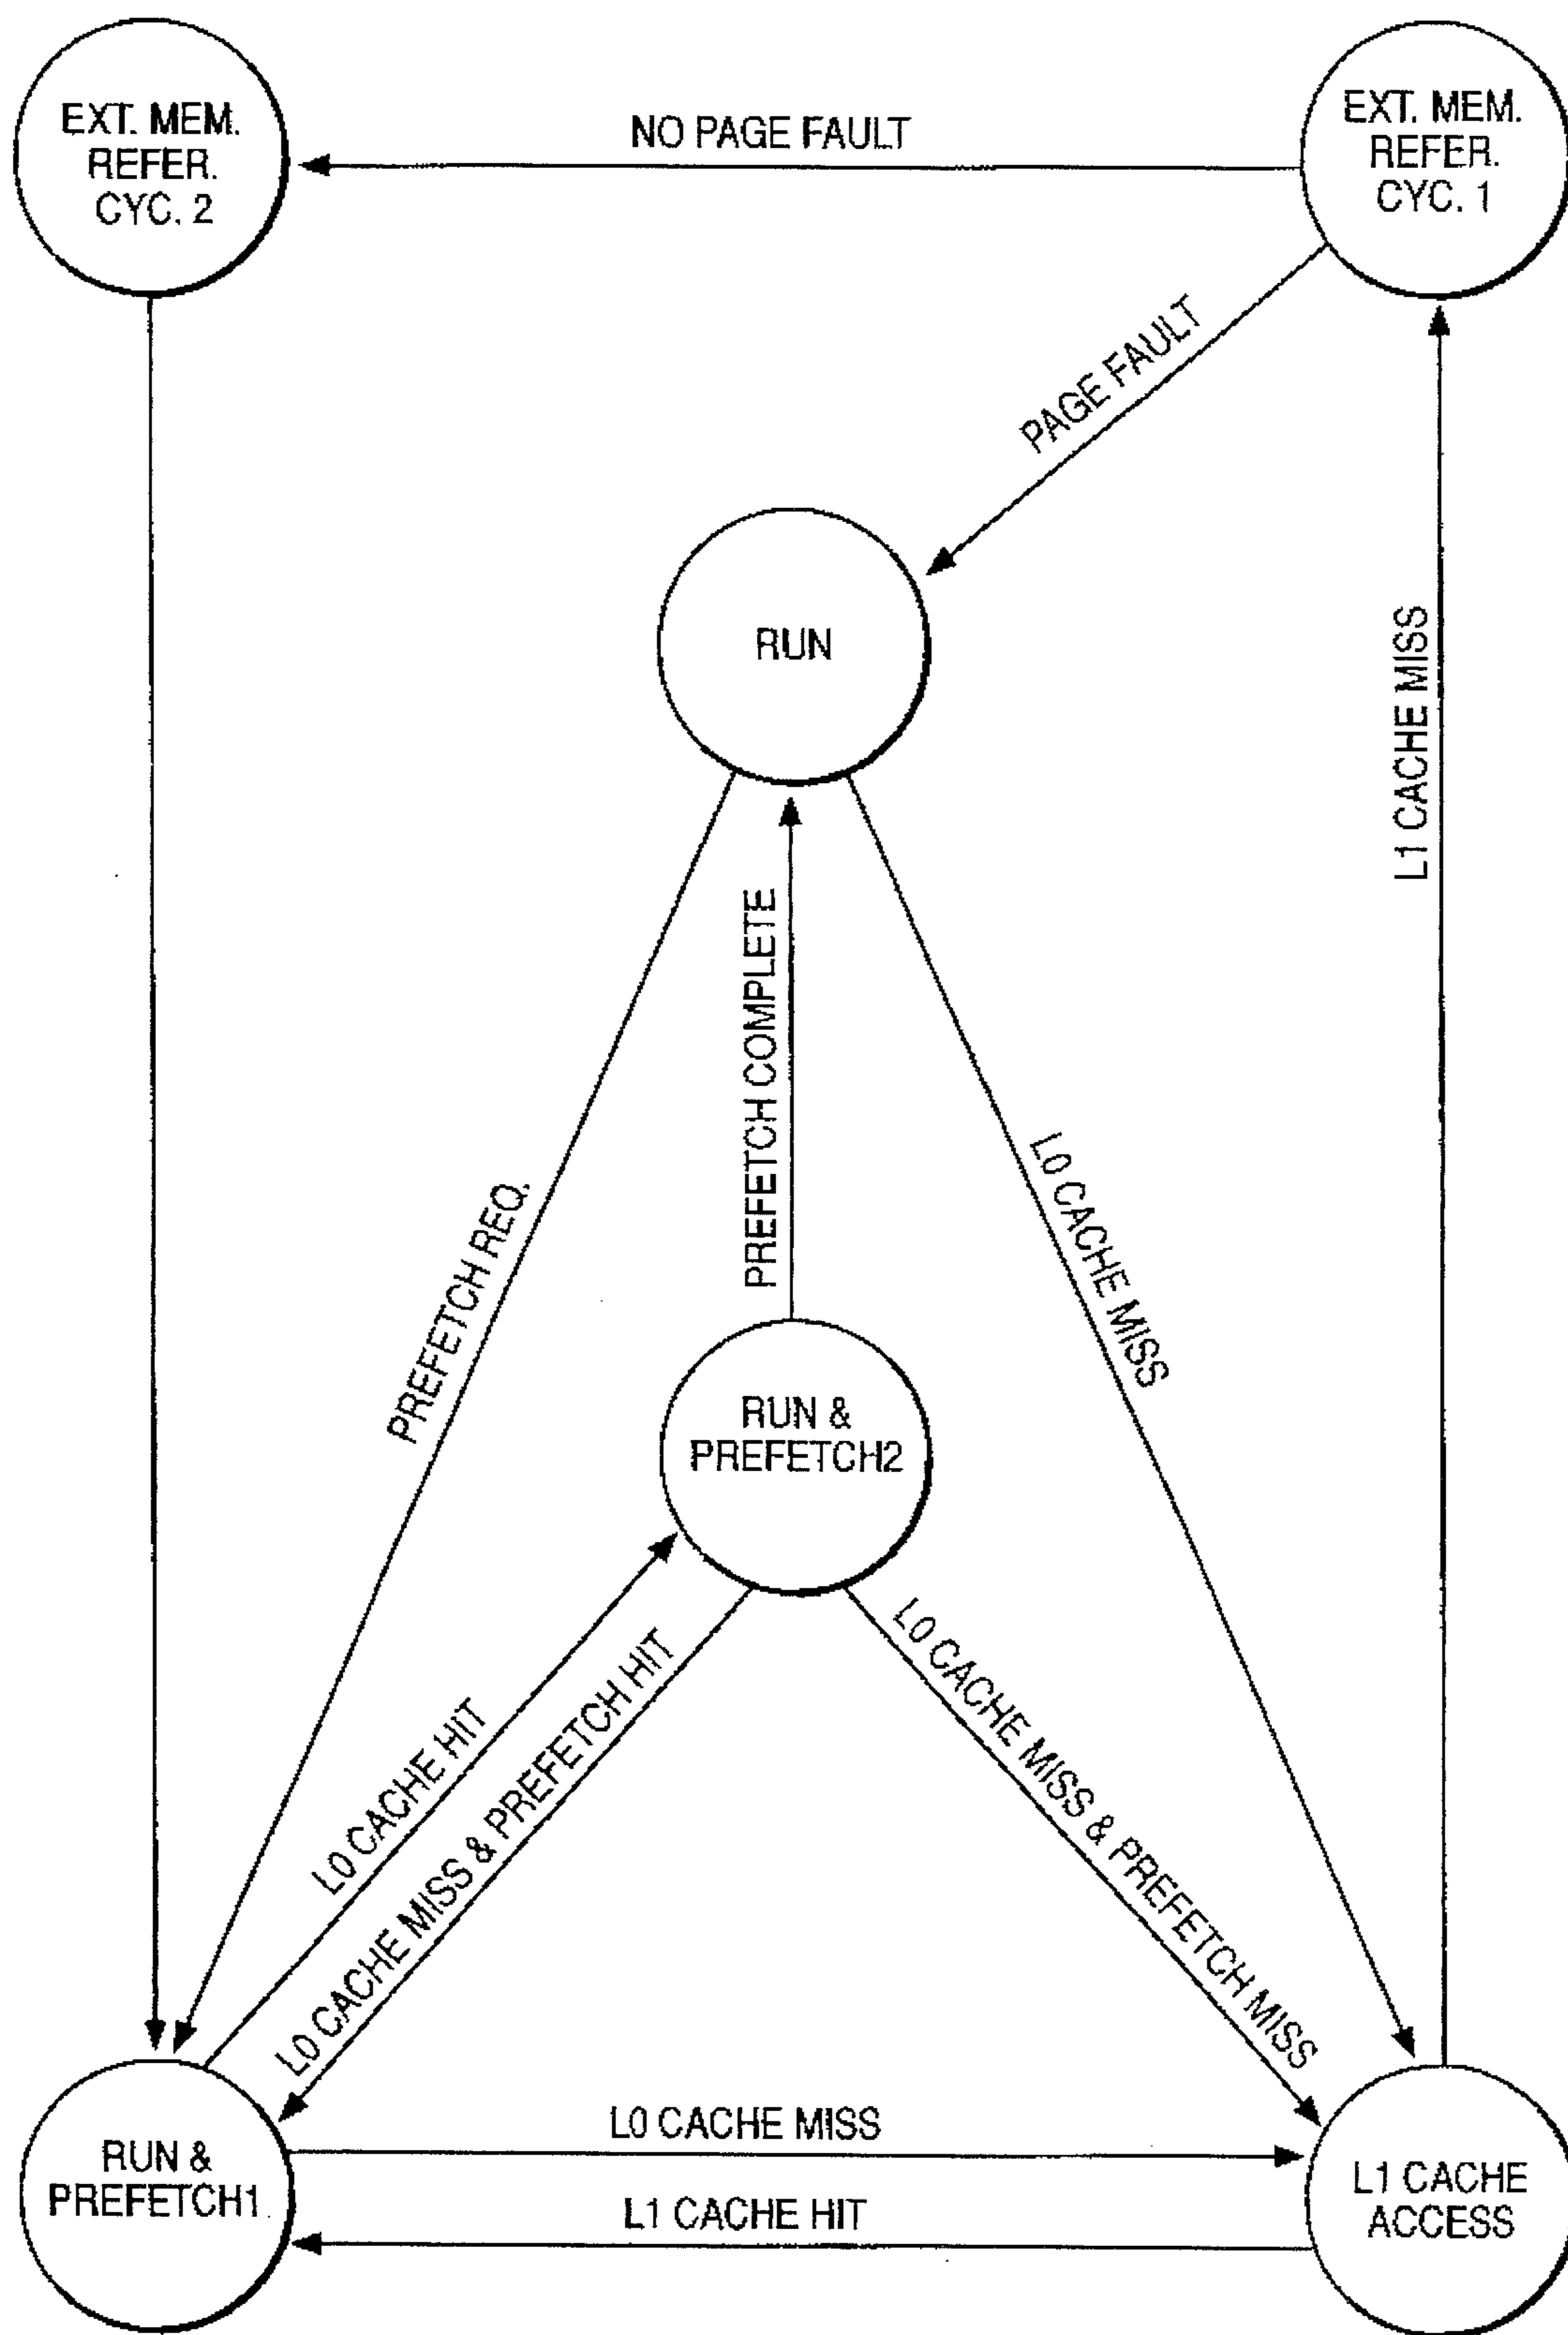 EXT. MEM.
REFER.
CYC. 2
NO PAGE FAULT
EXT. MEM.
REFER.
CYC. 1
PAGE FAULT
RUN
L1 CACHE MISS
PREFETCH COMPLETE
PREFETCH REQ.
L0 CACHE MISS
RUN &
PREFETCH2
L0 CACHE HIT
L0 CACHE MISS & PREFETCH HIT
L0 CACHE MISS & PREFETCH MISS
RUN &
PREFETCH1
L0 CACHE MISS
L1 CACHE HIT
L1 CACHE
ACCESS